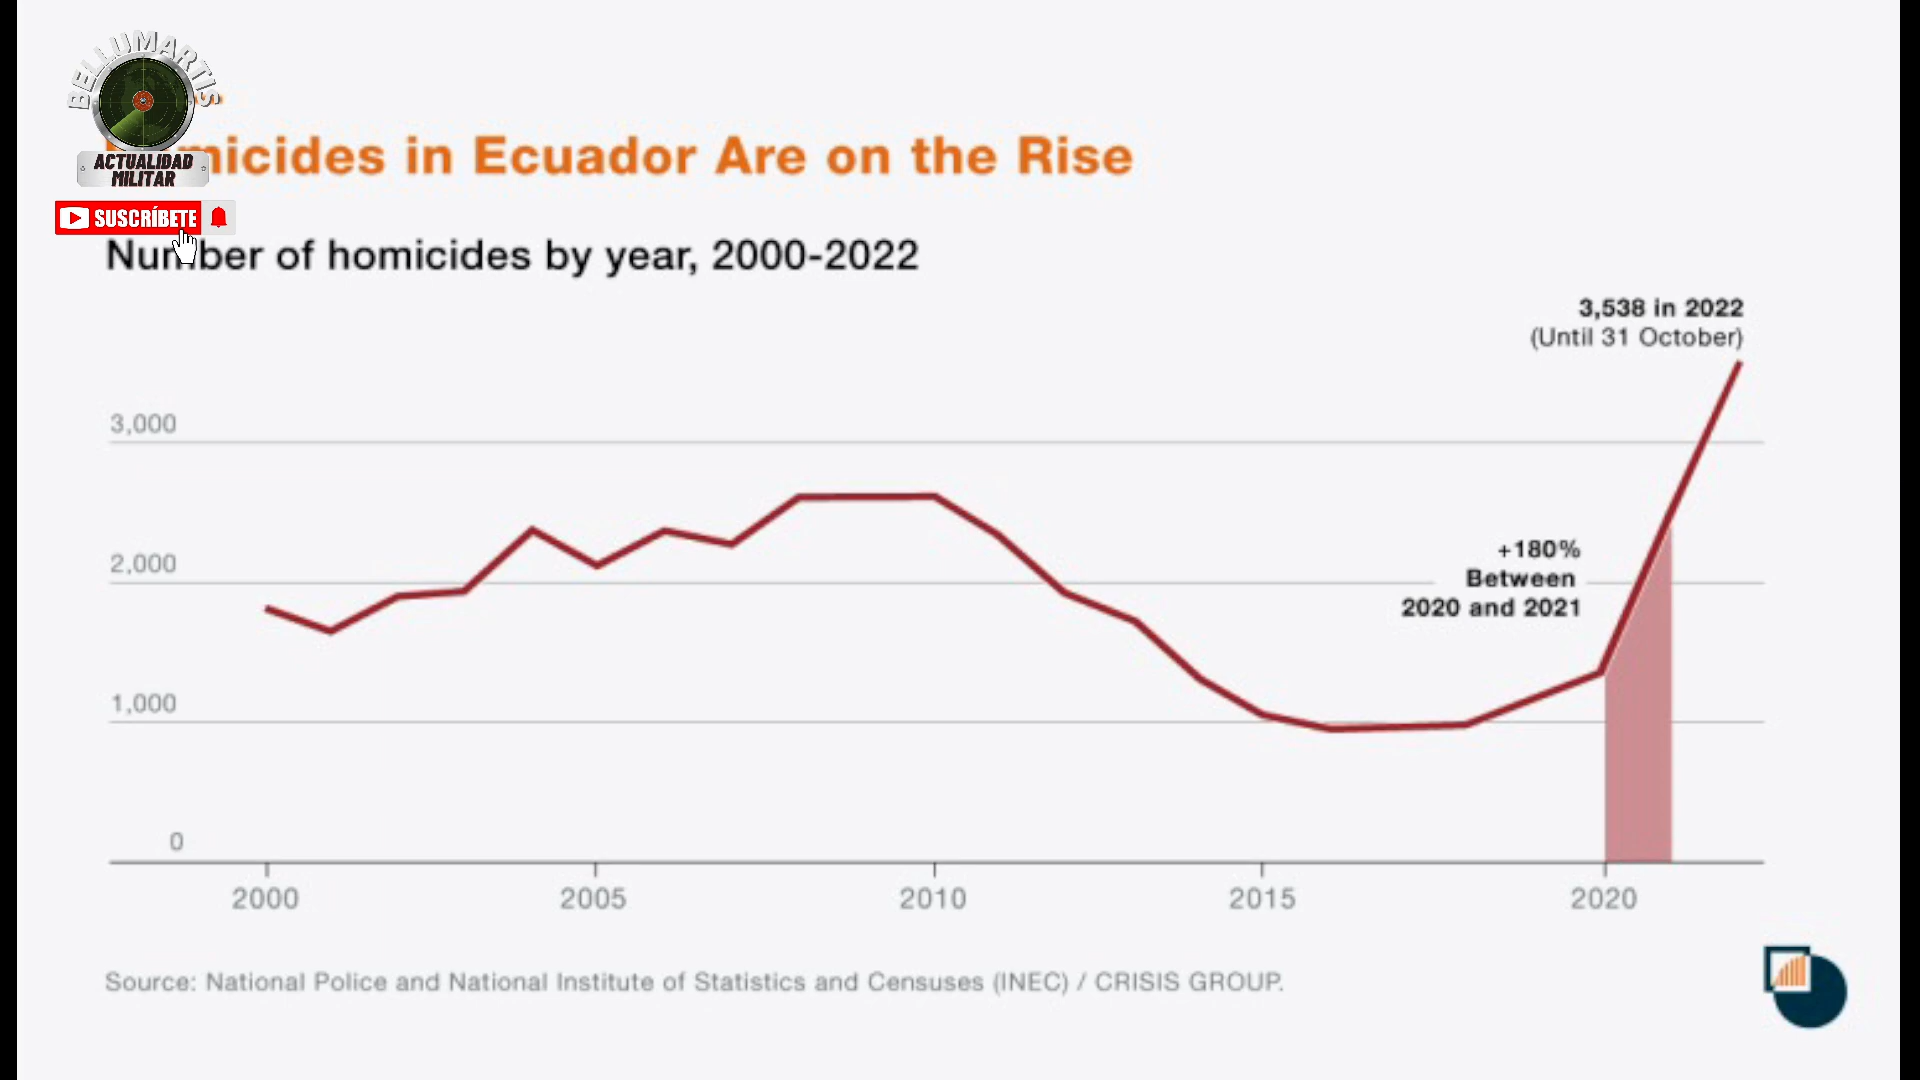 BELLUMARTIS
ACTUALIDAD
MILITAR
SUSCRÍBETE
micides in Ecuador Are on the Rise
Number of homicides by year, 2000-2022
3,538 in 2022
(Until 31 October)
3,000
2,000
1,000
0
+180%
Between
2020 and 2021
2000 2005 2010 2015 2020
Source: National Police and National Institute of Statistics and Censuses (INEC) / CRISIS GROUP.